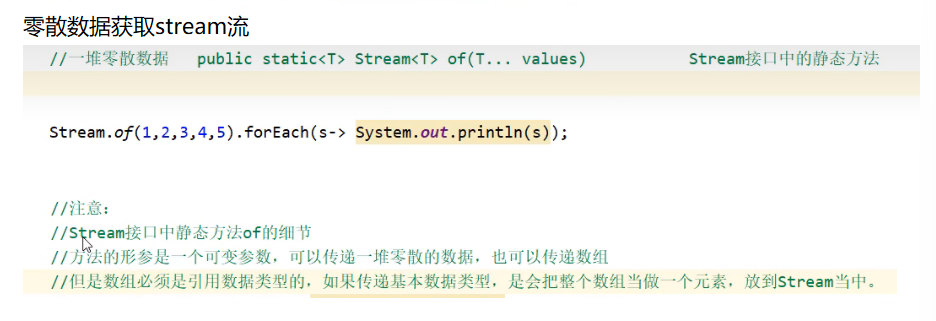 零散数据获取stream流
//一堆零散数据 public static<T> Stream<T> of(T... values) Stream接口中的静态方法
Stream.of(1,2,3,4,5).forEach(s-> System.out.println(s));
//注意:
//Stream接口中静态方法of的细节
//方法的形参是一个可变参数，可以传递一堆零散的数据，也可以传递数组
//但是数组必须是引用数据类型的，如果传递基本数据类型，是会把整个数组当做一个元素，放到Stream当中。